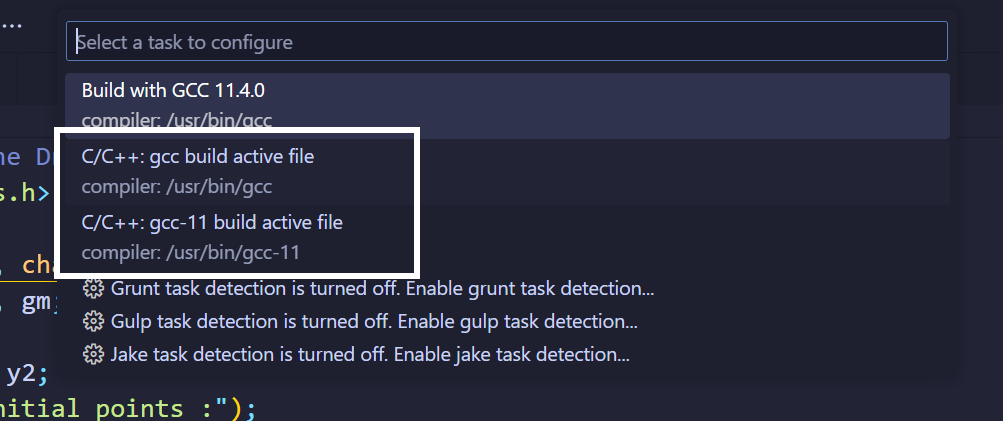 ...
Select a task to configure
Build with GCC 11.4.0
compiler: /usr/bin/gcc
C/C++: gcc build active file
compiler: /usr/bin/gcc
C/C++: gcc-11 build active file
compiler: /usr/bin/gcc-11
Grunt task detection is turned off. Enable grunt task detection...
Gulp task detection is turned off. Enable gulp task detection...
Jake task detection is turned off. Enable jake task detection...
ne D
s.h>
, cha
, gm;
y2;
nitial points :");